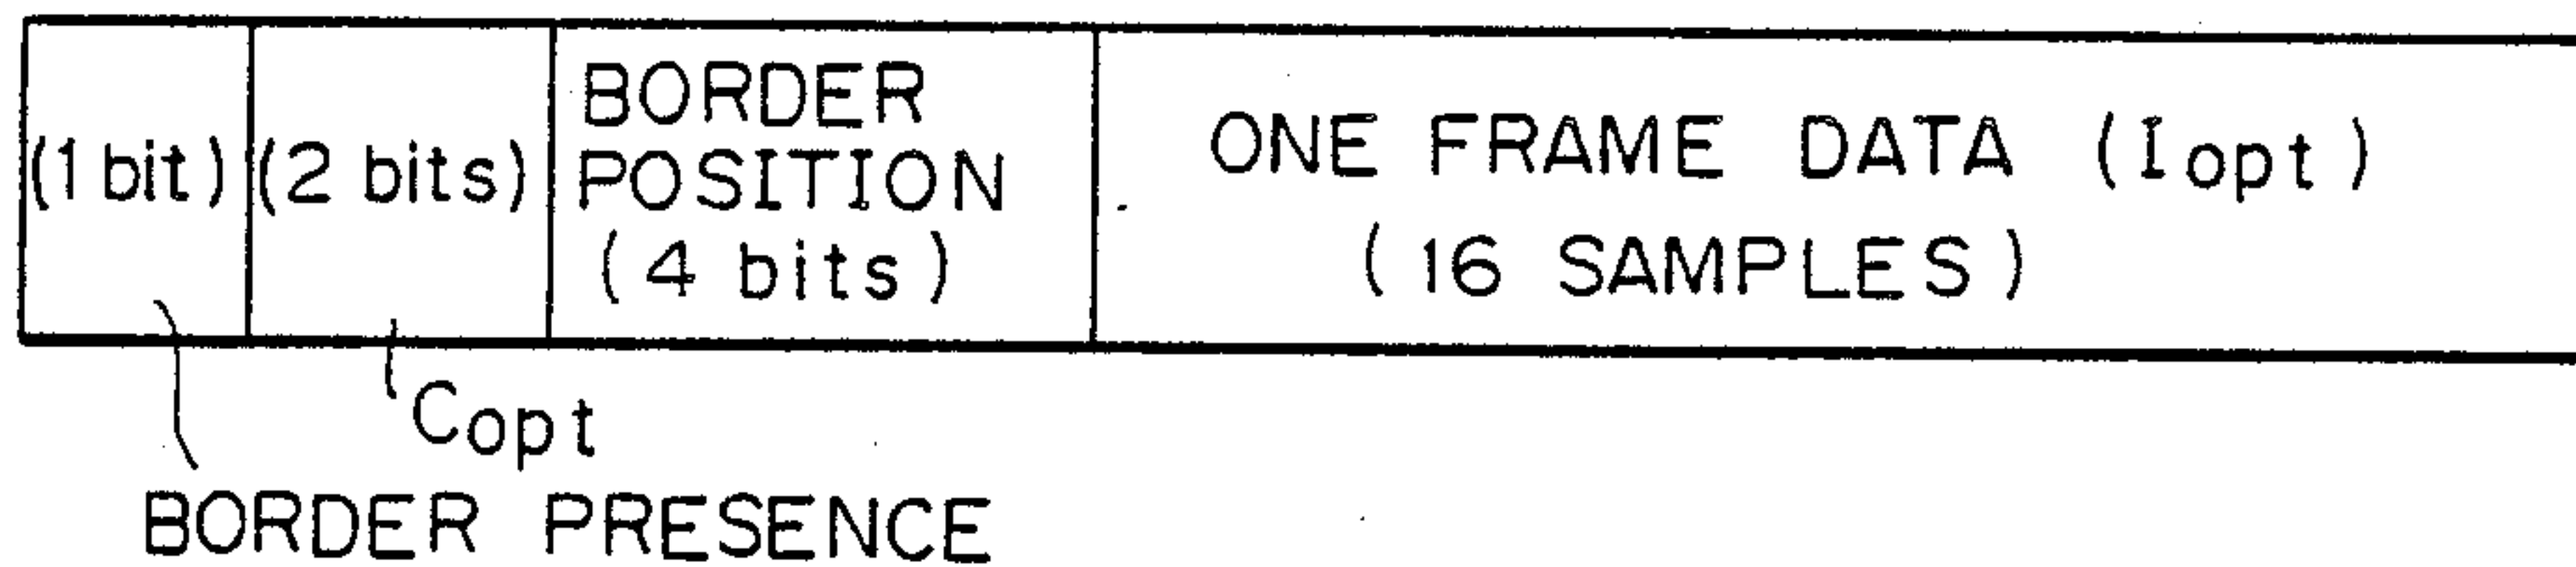 (1 bit)
(2 bits)
BORDER
POSITION
(4 bits)
ONE FRAME DATA (Iopt)
(16 SAMPLES)
Copt
BORDER PRESENCE